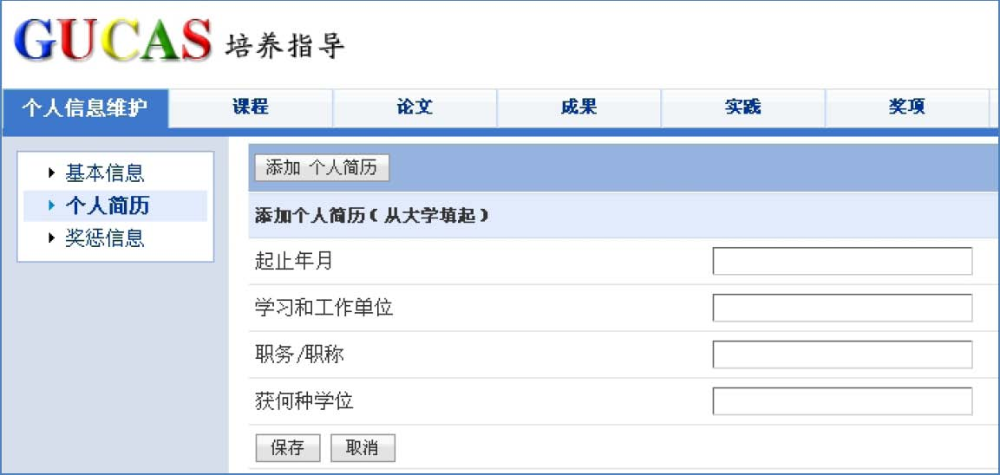 GUCAS 培养指导
个人信息维护 课程 论文 成果 实践 奖项
基本信息
个人简历
奖惩信息
添加 个人简历
添加个人简历（从大学填起）
起止年月
学习和工作单位
职务/职称
获何种学位
保存 取消